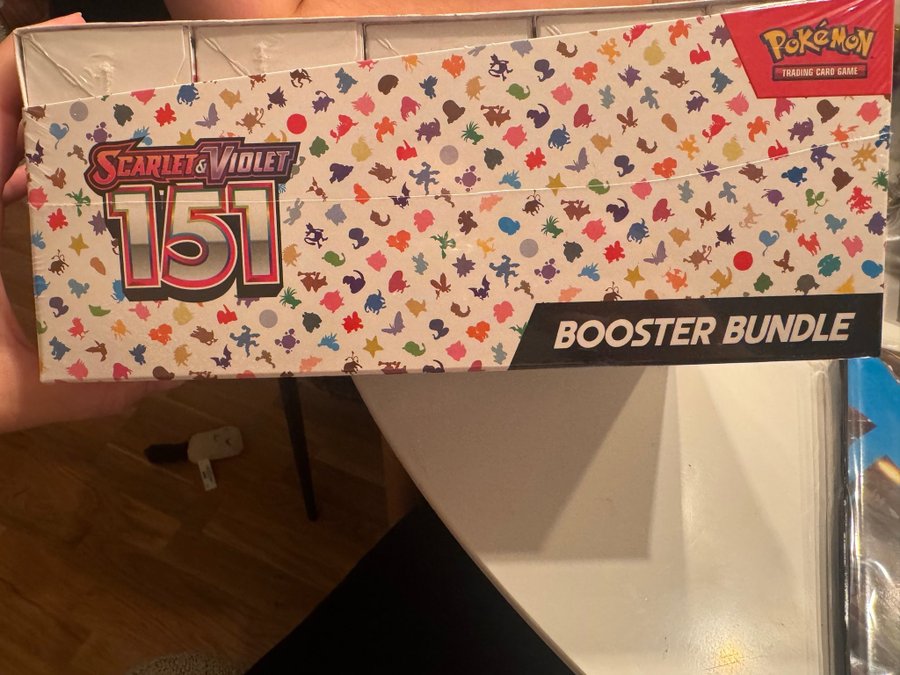 Pokémon
TRADING CARD GAME
SCARLET & VIOLET
151
BOOSTER BUNDLE